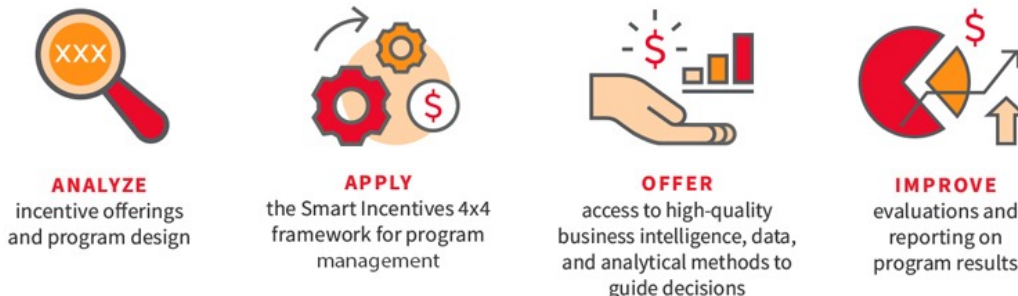 XXX
$
$
$
ANALYZE
incentive offerings
and program design
APPLY
the Smart Incentives 4x4
framework for program
management
OFFER
access to high-quality
business intelligence, data,
and analytical methods to
guide decisions
IMPROVE
evaluations and
reporting on
program results